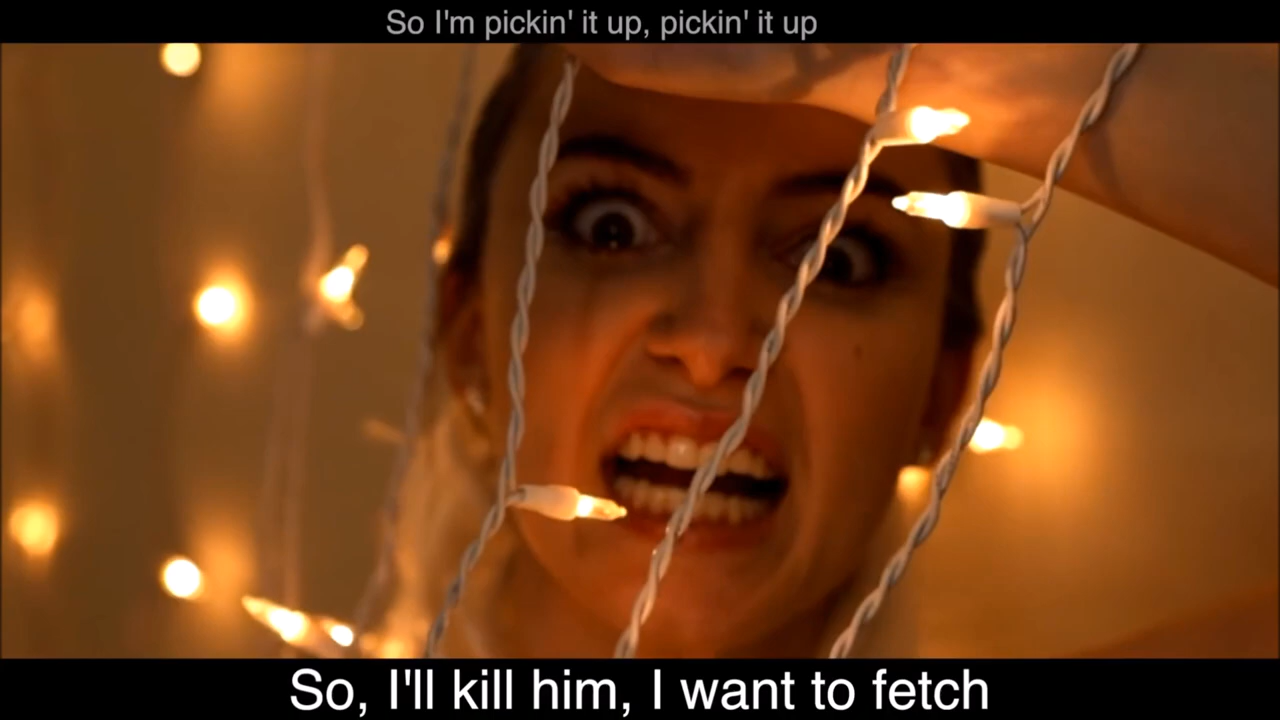 So I'm pickin' it up, pickin' it up
So, I'll kill him, I want to fetch